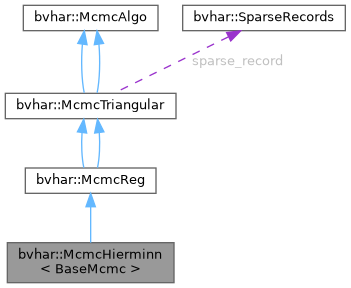 bvhar::McmcAlgo
bvhar::SparseRecords
sparse_record
bvhar::McmcTriangular
bvhar::McmcReg
bvhar::McmcHierminn
< BaseMcmc >